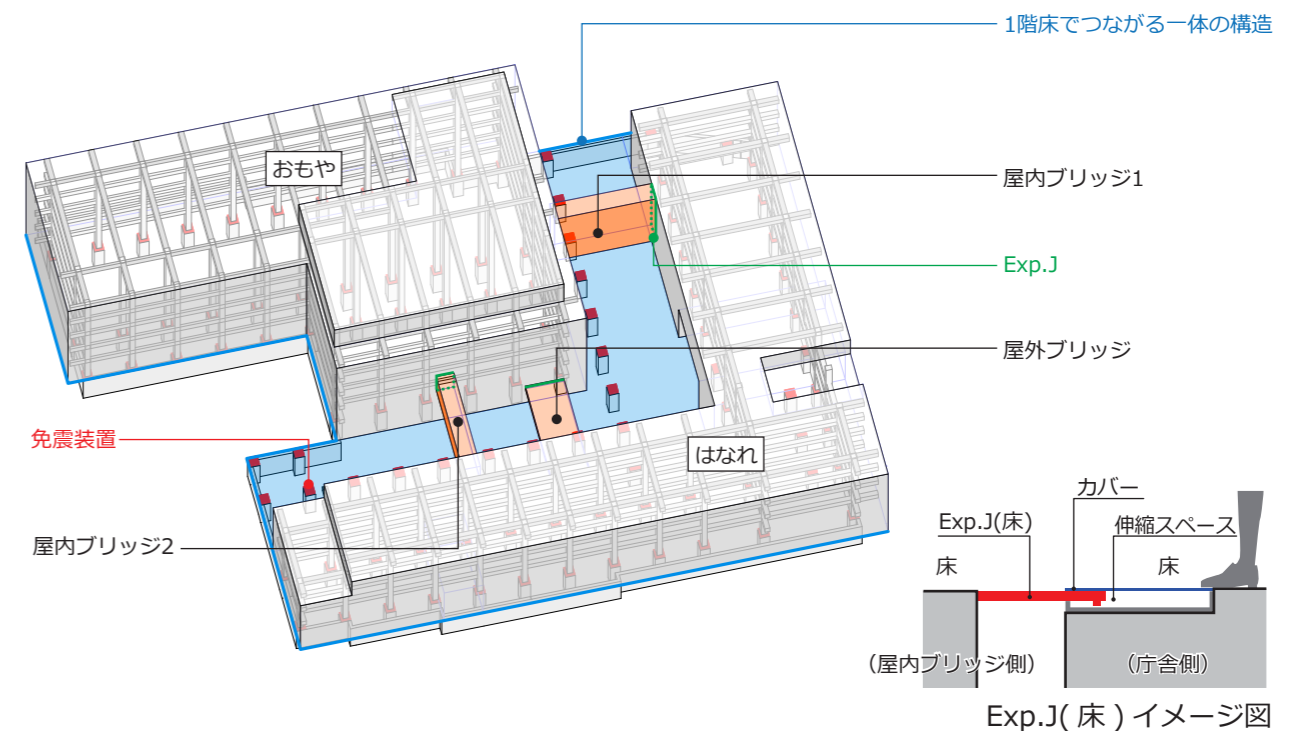 1階床でつながる一体の構造
おもや
屋内ブリッジ1
Exp.J
屋外ブリッジ
免震装置
はなれ
屋内ブリッジ2
カバー
Exp.J(床)
伸縮スペース
床
床
(屋内ブリッジ側)
(庁舎側)
Exp.J( 床 ) イメージ図